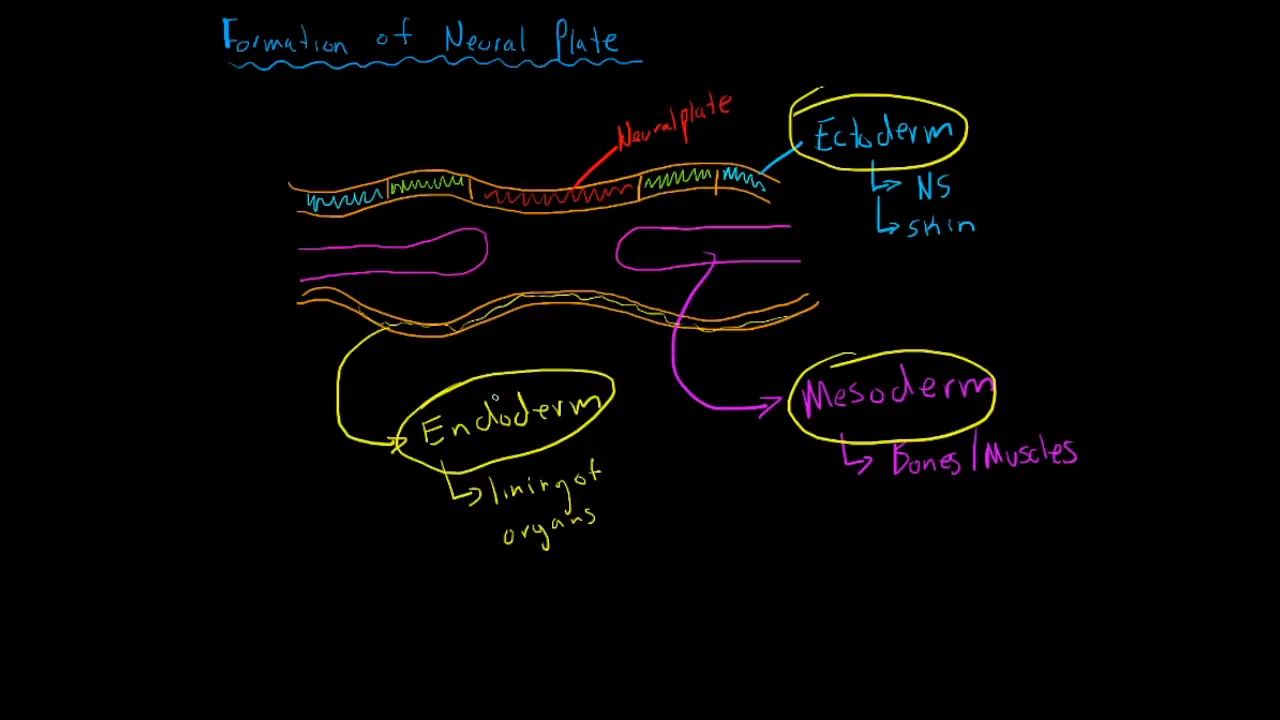 Formation of Neural Plate
Neural plate
Ectoderm
NS
skin
Endoderm
lining of
organs
Mesoderm
Bones/Muscles